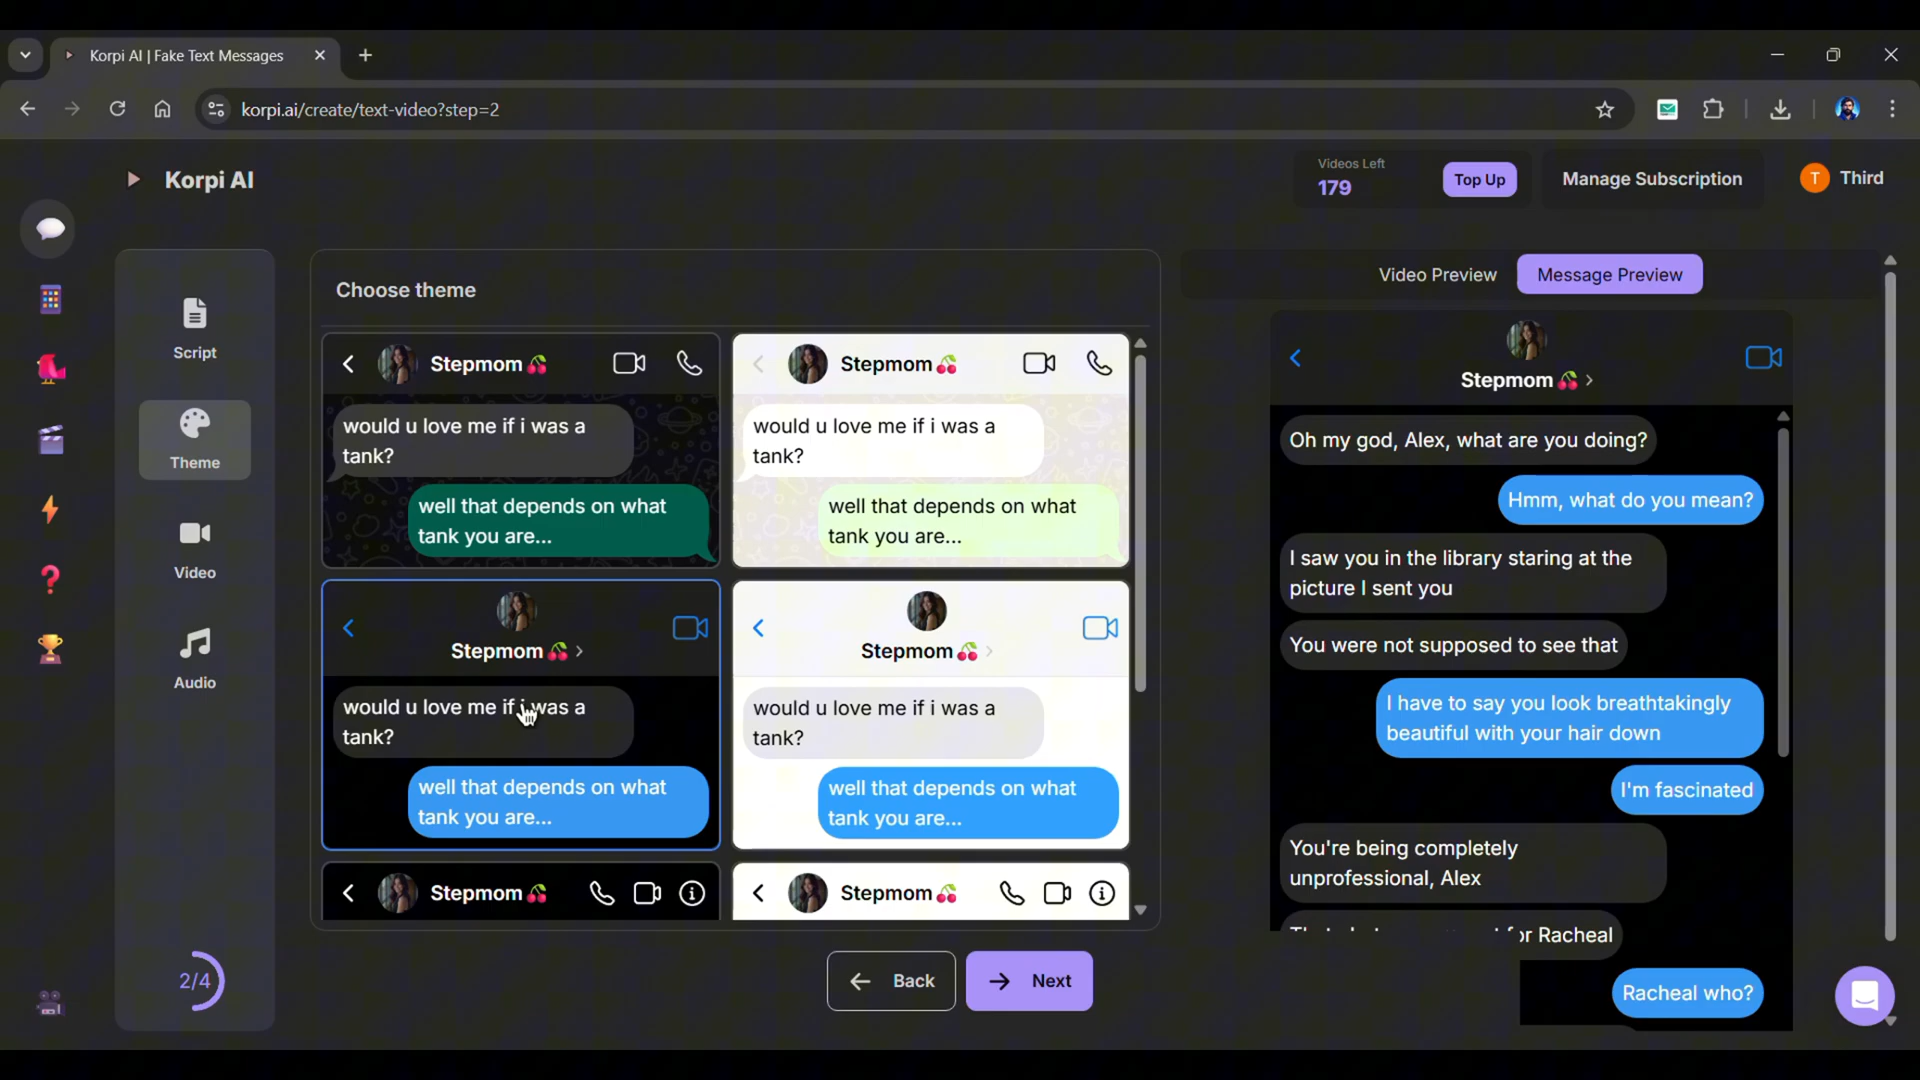 Korpi AI | Fake Text Messages
korpi.ai/create/text-video?step=2
Korpi AI
Videos Left
179
Top Up
Manage Subscription
T
Third
Script
Theme
Video
Audio
2/4
Choose theme
Stepmom🍒
would u love me if i was a
tank?
well that depends on what
tank you are...
Stepmom🍒
would u love me if i was a
tank?
well that depends on what
tank you are...
Stepmom🍒 >
would u love me if i was a
tank?
well that depends on what
tank you are...
Stepmom🍒 >
would u love me if i was a
tank?
well that depends on what
tank you are...
Stepmom🍒
Stepmom🍒
Back
Next
Video Preview
Message Preview
Stepmom🍒 >
Oh my god, Alex, what are you doing?
Hmm, what do you mean?
I saw you in the library staring at the
picture I sent you
You were not supposed to see that
I have to say you look breathtakingly
beautiful with your hair down
I'm fascinated
You're being completely
unprofessional, Alex
for Racheal
Racheal who?